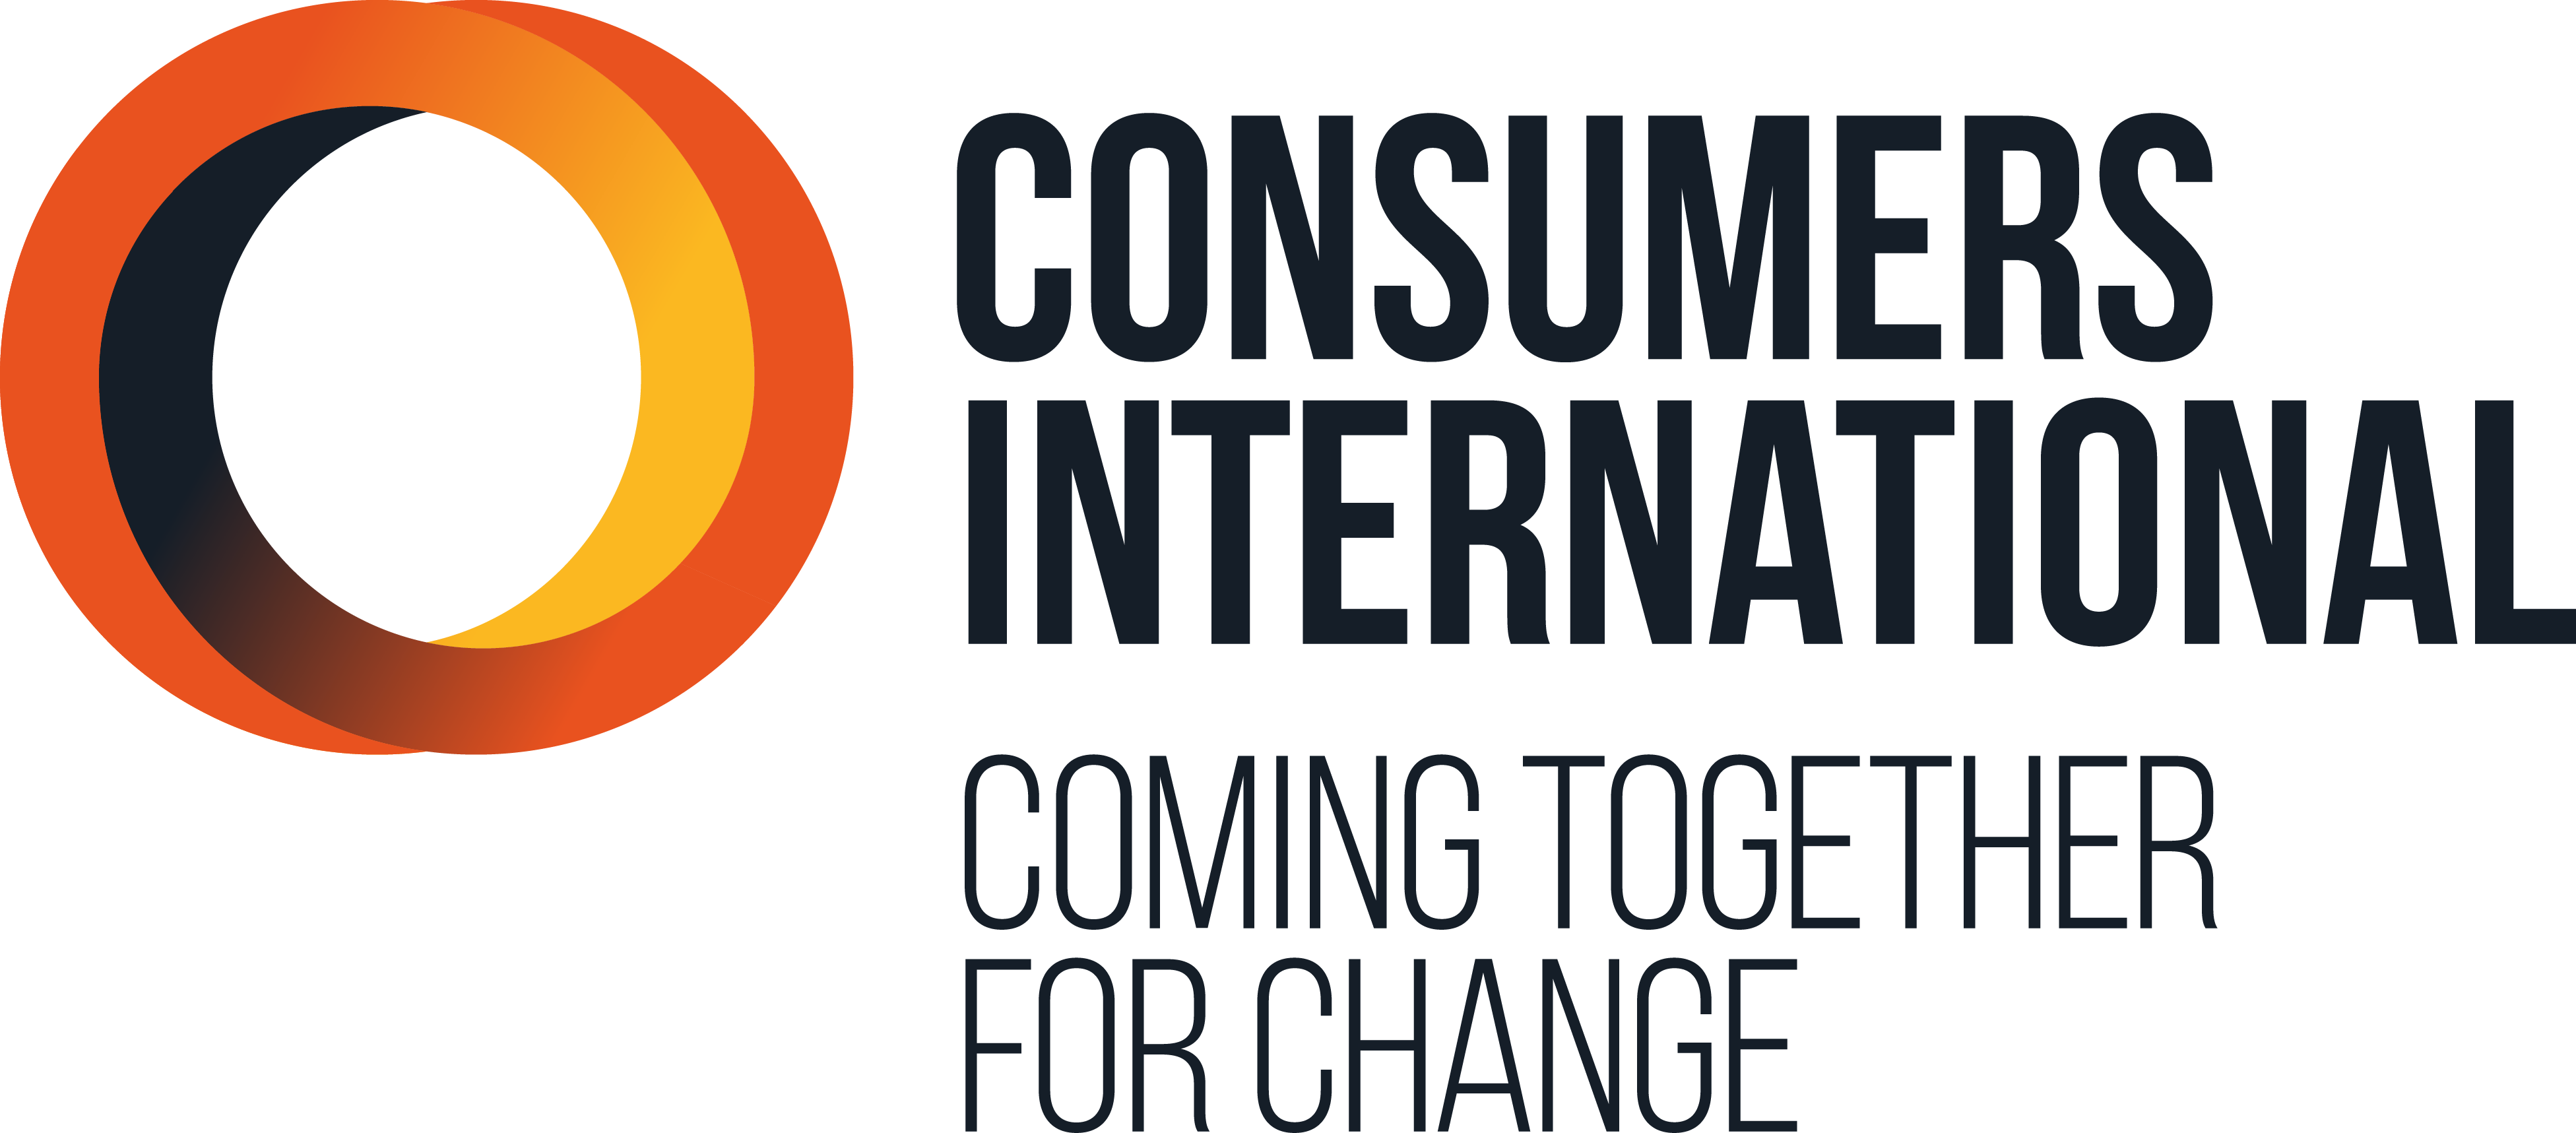 CONSUMERS
INTERNATIONAL
COMING TOGETHER
FOR CHANGE